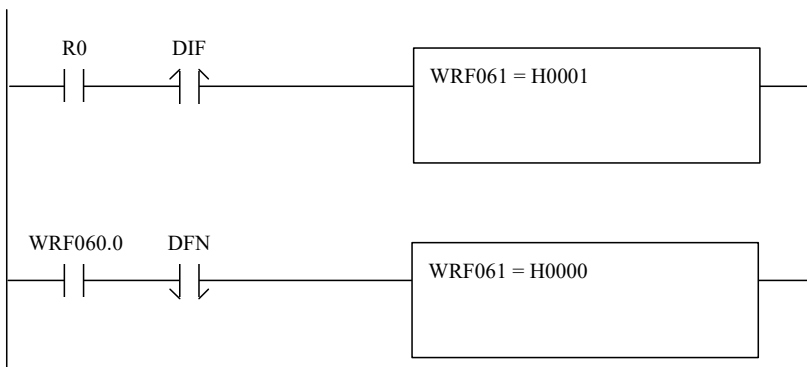 R0 DIF
WRF061 = H0001
WRF060.0 DFN
WRF061 = H0000